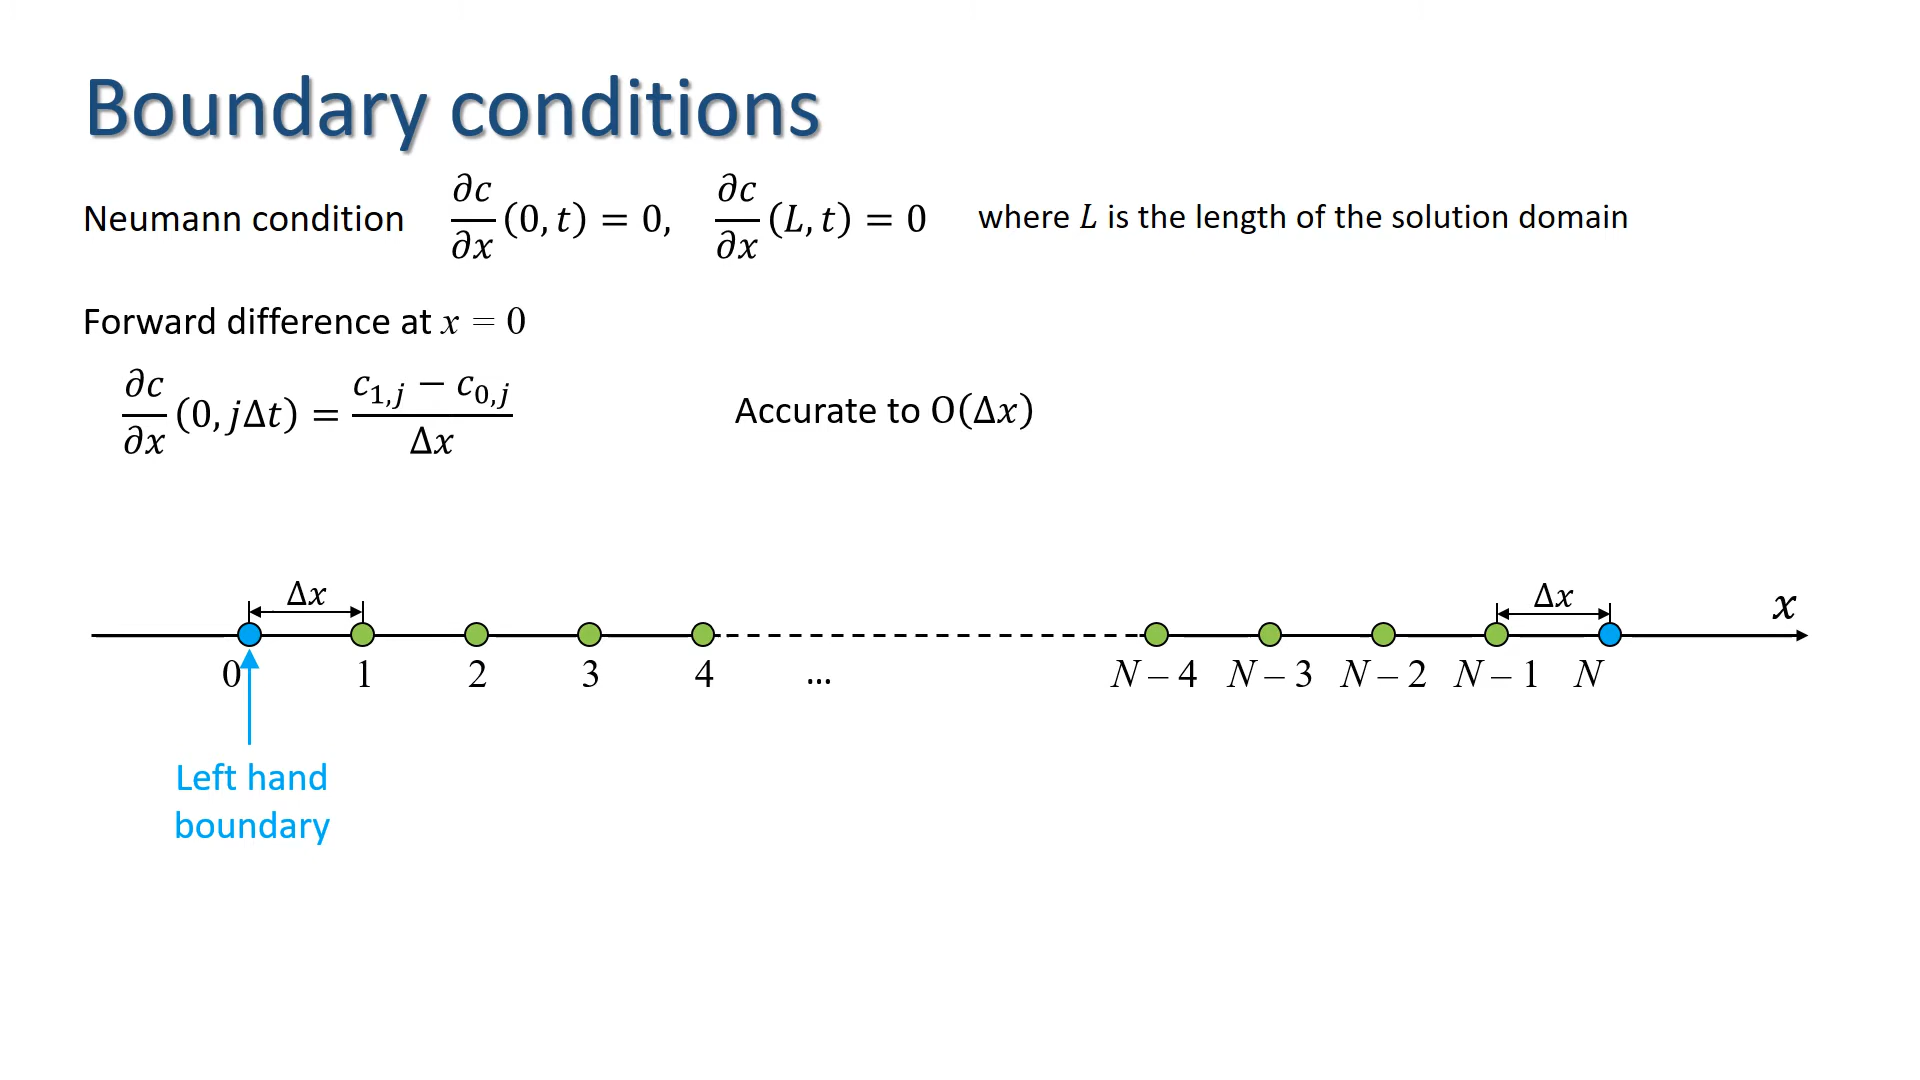 Boundary conditions
Neumann condition ∂c/∂x (0, t) = 0, ∂c/∂x (L, t) = 0 where L is the length of the solution domain
Forward difference at x = 0
∂c/∂x (0, jΔt) = (c₁,ⱼ − c₀,ⱼ)/Δx Accurate to O(Δx)
Δx Δx x
0 1 2 3 4 ... N – 4 N – 3 N – 2 N – 1 N
Left hand
boundary